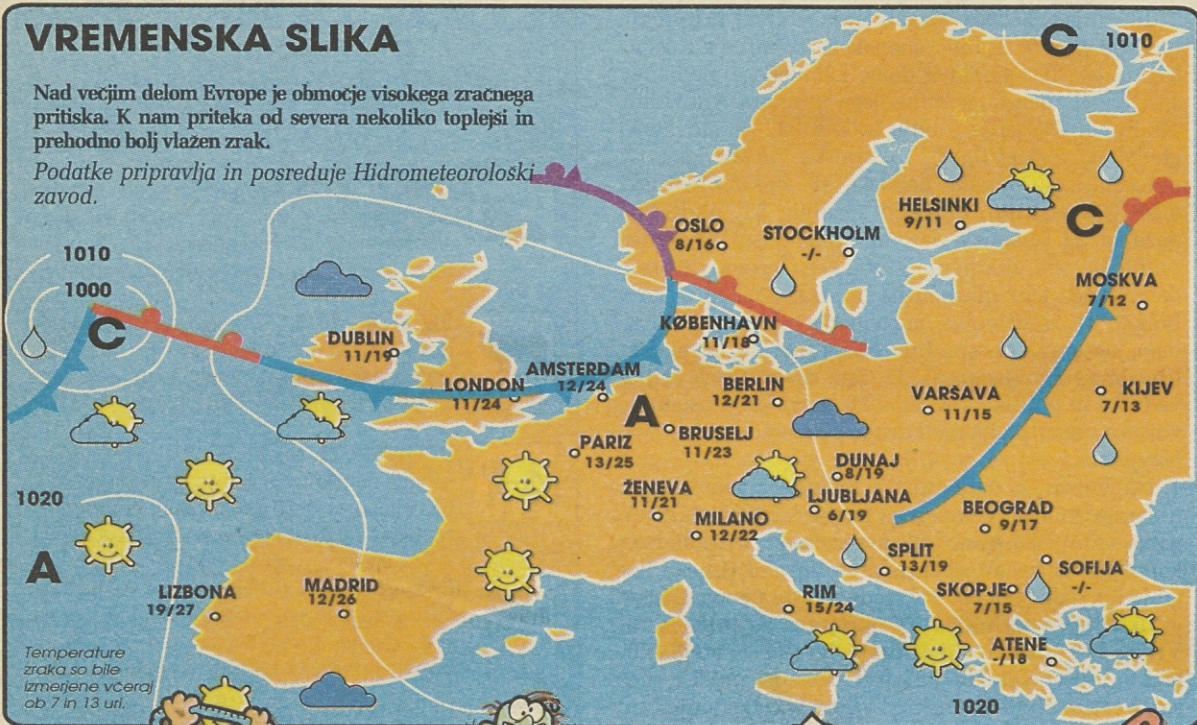 VREMENSKA SLIKA
Nad večjim delom Evrope je območje visokega zračnega
pritiska. K nam priteka od severa nekoliko toplejši in
prehodno bolj vlažen zrak.
Podatke pripravlja in posreduje Hidrometeorološki
zavod.
C 1010
HELSINKI
9/11
C
OSLO
8/16
STOCKHOLM
-/-
1010
1000
C
MOSKVA
7/12
DUBLIN
11/19
KØBENHAVN
11/18
LONDON
11/24
AMSTERDAM
12/24
BERLIN
12/21
VARŠAVA
11/15
KIJEV
7/13
A
PARIZ
13/25
BRUSELJ
11/23
DUNAJ
8/19
ŽENEVA
11/21
LJUBLJANA
6/19
1020
MILANO
12/22
BEOGRAD
9/17
A
SPLIT
13/19
SOFIJA
-/-
LIZBONA
19/27
MADRID
12/26
RIM
15/24
SKOPJE
7/15
ATENE
-/18
Temperature
zraka so bile
izmerjene včeraj
ob 7 in 13 uri.
1020